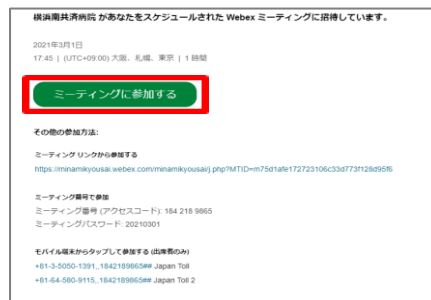 横浜南共済病院 があなたをスケジュールされた Webex ミーティングに招待しています。
2021年3月1日
17:45 | (UTC+09:00) 大阪、札幌、東京 | 1 時間
ミーティングに参加する
その他の参加方法:
ミーティング リンクから参加する
https://minamikyousai.webex.com/minamikyousai/j.php?MTID=m75d1afe172723106c33d773f128d95f6
ミーティング番号で参加
ミーティング番号 (アクセスコード): 184 218 9865
ミーティングパスワード: 20210301
モバイル端末からタップして参加する (出席者のみ)
+81-3-5050-1391,,1842189865## Japan Toll
+81-64-580-9115,,1842189865## Japan Toll 2